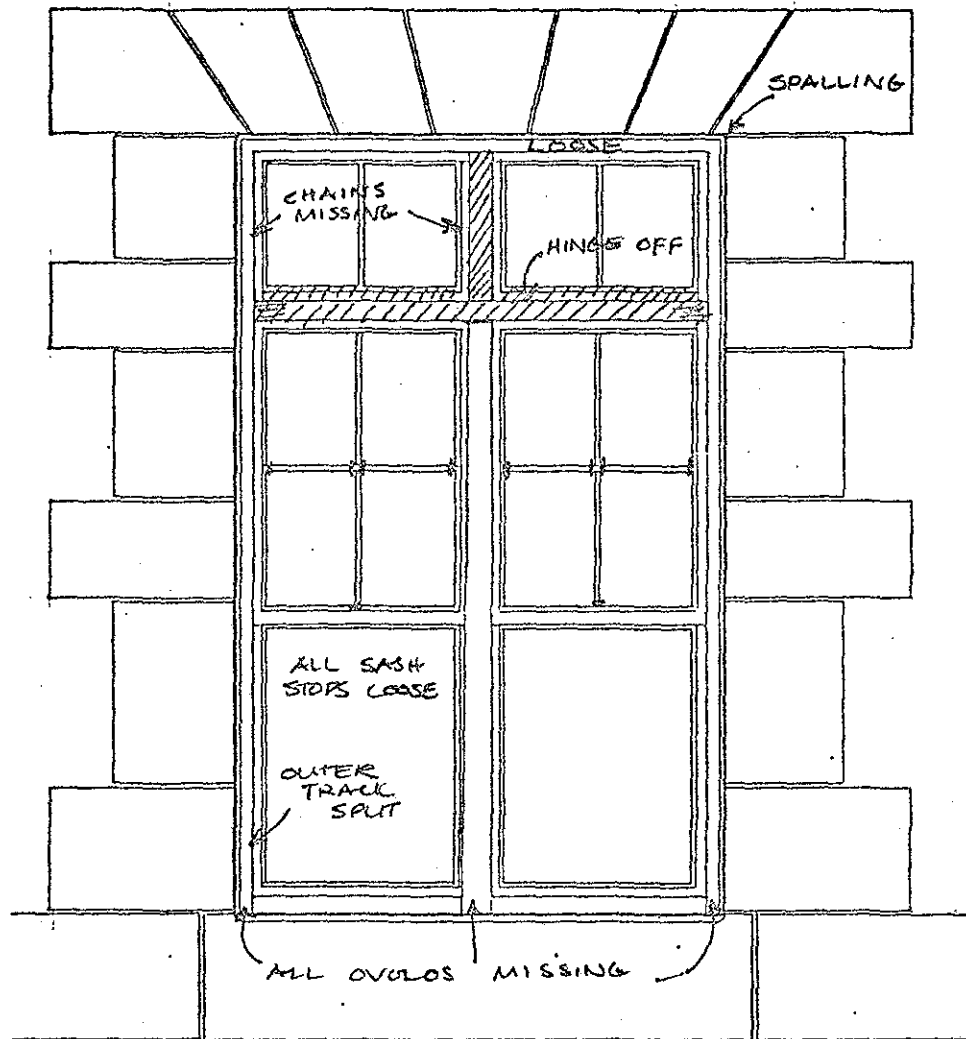 SPALLING
LOOSE
CHAINS
MISSING
HINGE OFF
ALL SASH
STOPS LOOSE
OUTER
TRACK
SPLIT
ALL OVOLOS MISSING